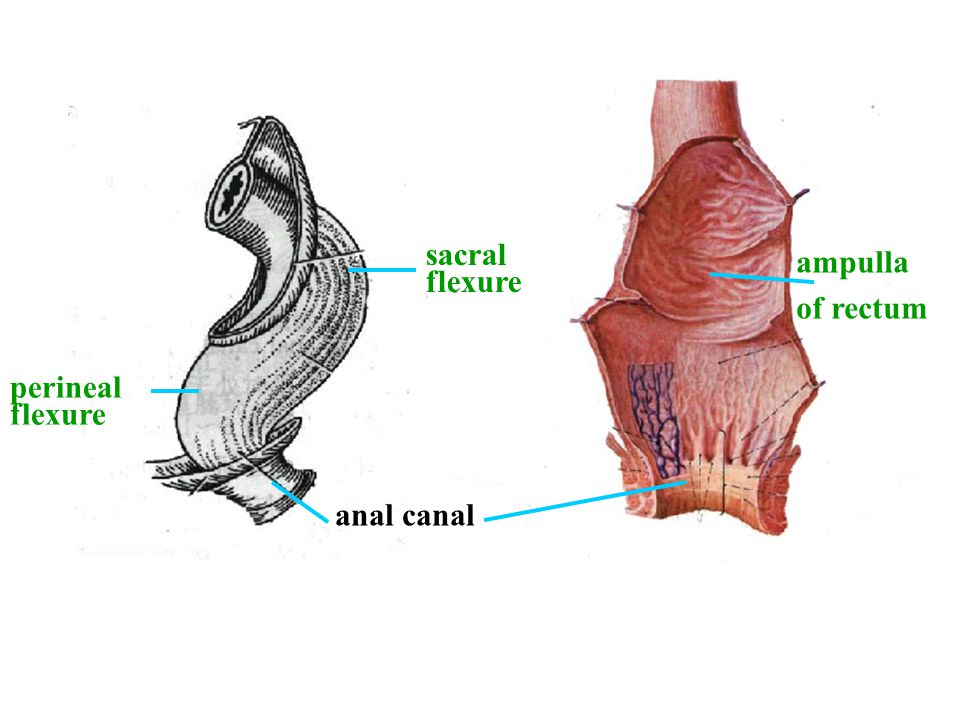 sacral
flexure
ampulla
of rectum
perineal
flexure
anal canal